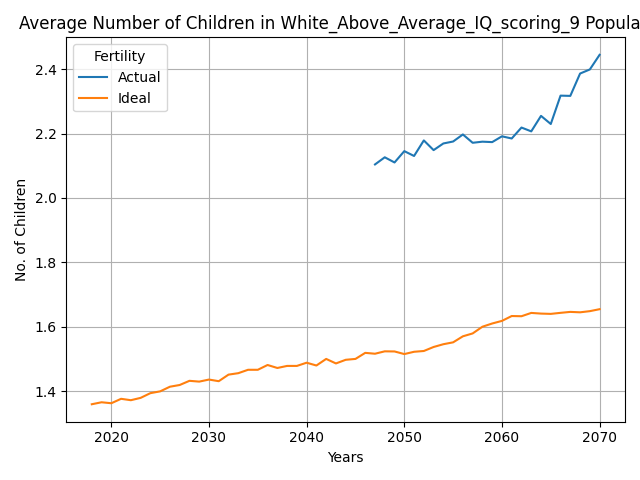 Average Number of Children in White_Above_Average_IQ_scoring_9 Popula
Fertility
Actual
Ideal
No. of Children
2.4
2.2
2.0
1.8
1.6
1.4
2020 2030 2040 2050 2060 2070
Years